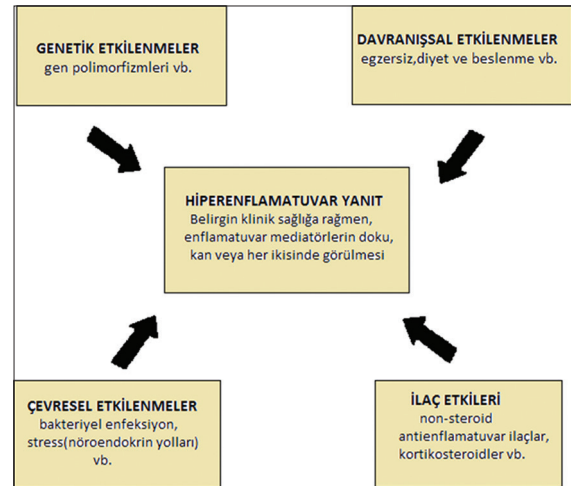 GENETİK ETKİLENMELER
gen polimorfizmleri vb.
DAVRANIŞSAL ETKİLENMELER
egzersiz,diyet ve beslenme vb.
HİPERENFLAMATUVAR YANIT
Belirgin klinik sağlığa rağmen,
enflamatuvar mediatörlerin doku,
kan veya her ikisinde görülmesi
ÇEVRESEL ETKİLENMELER
bakteriyel enfeksiyon,
stress(nöroendokrin yolları)
vb.
İLAÇ ETKİLERİ
non-steroid
antienflamatuvar ilaçlar,
kortikosteroidler vb.